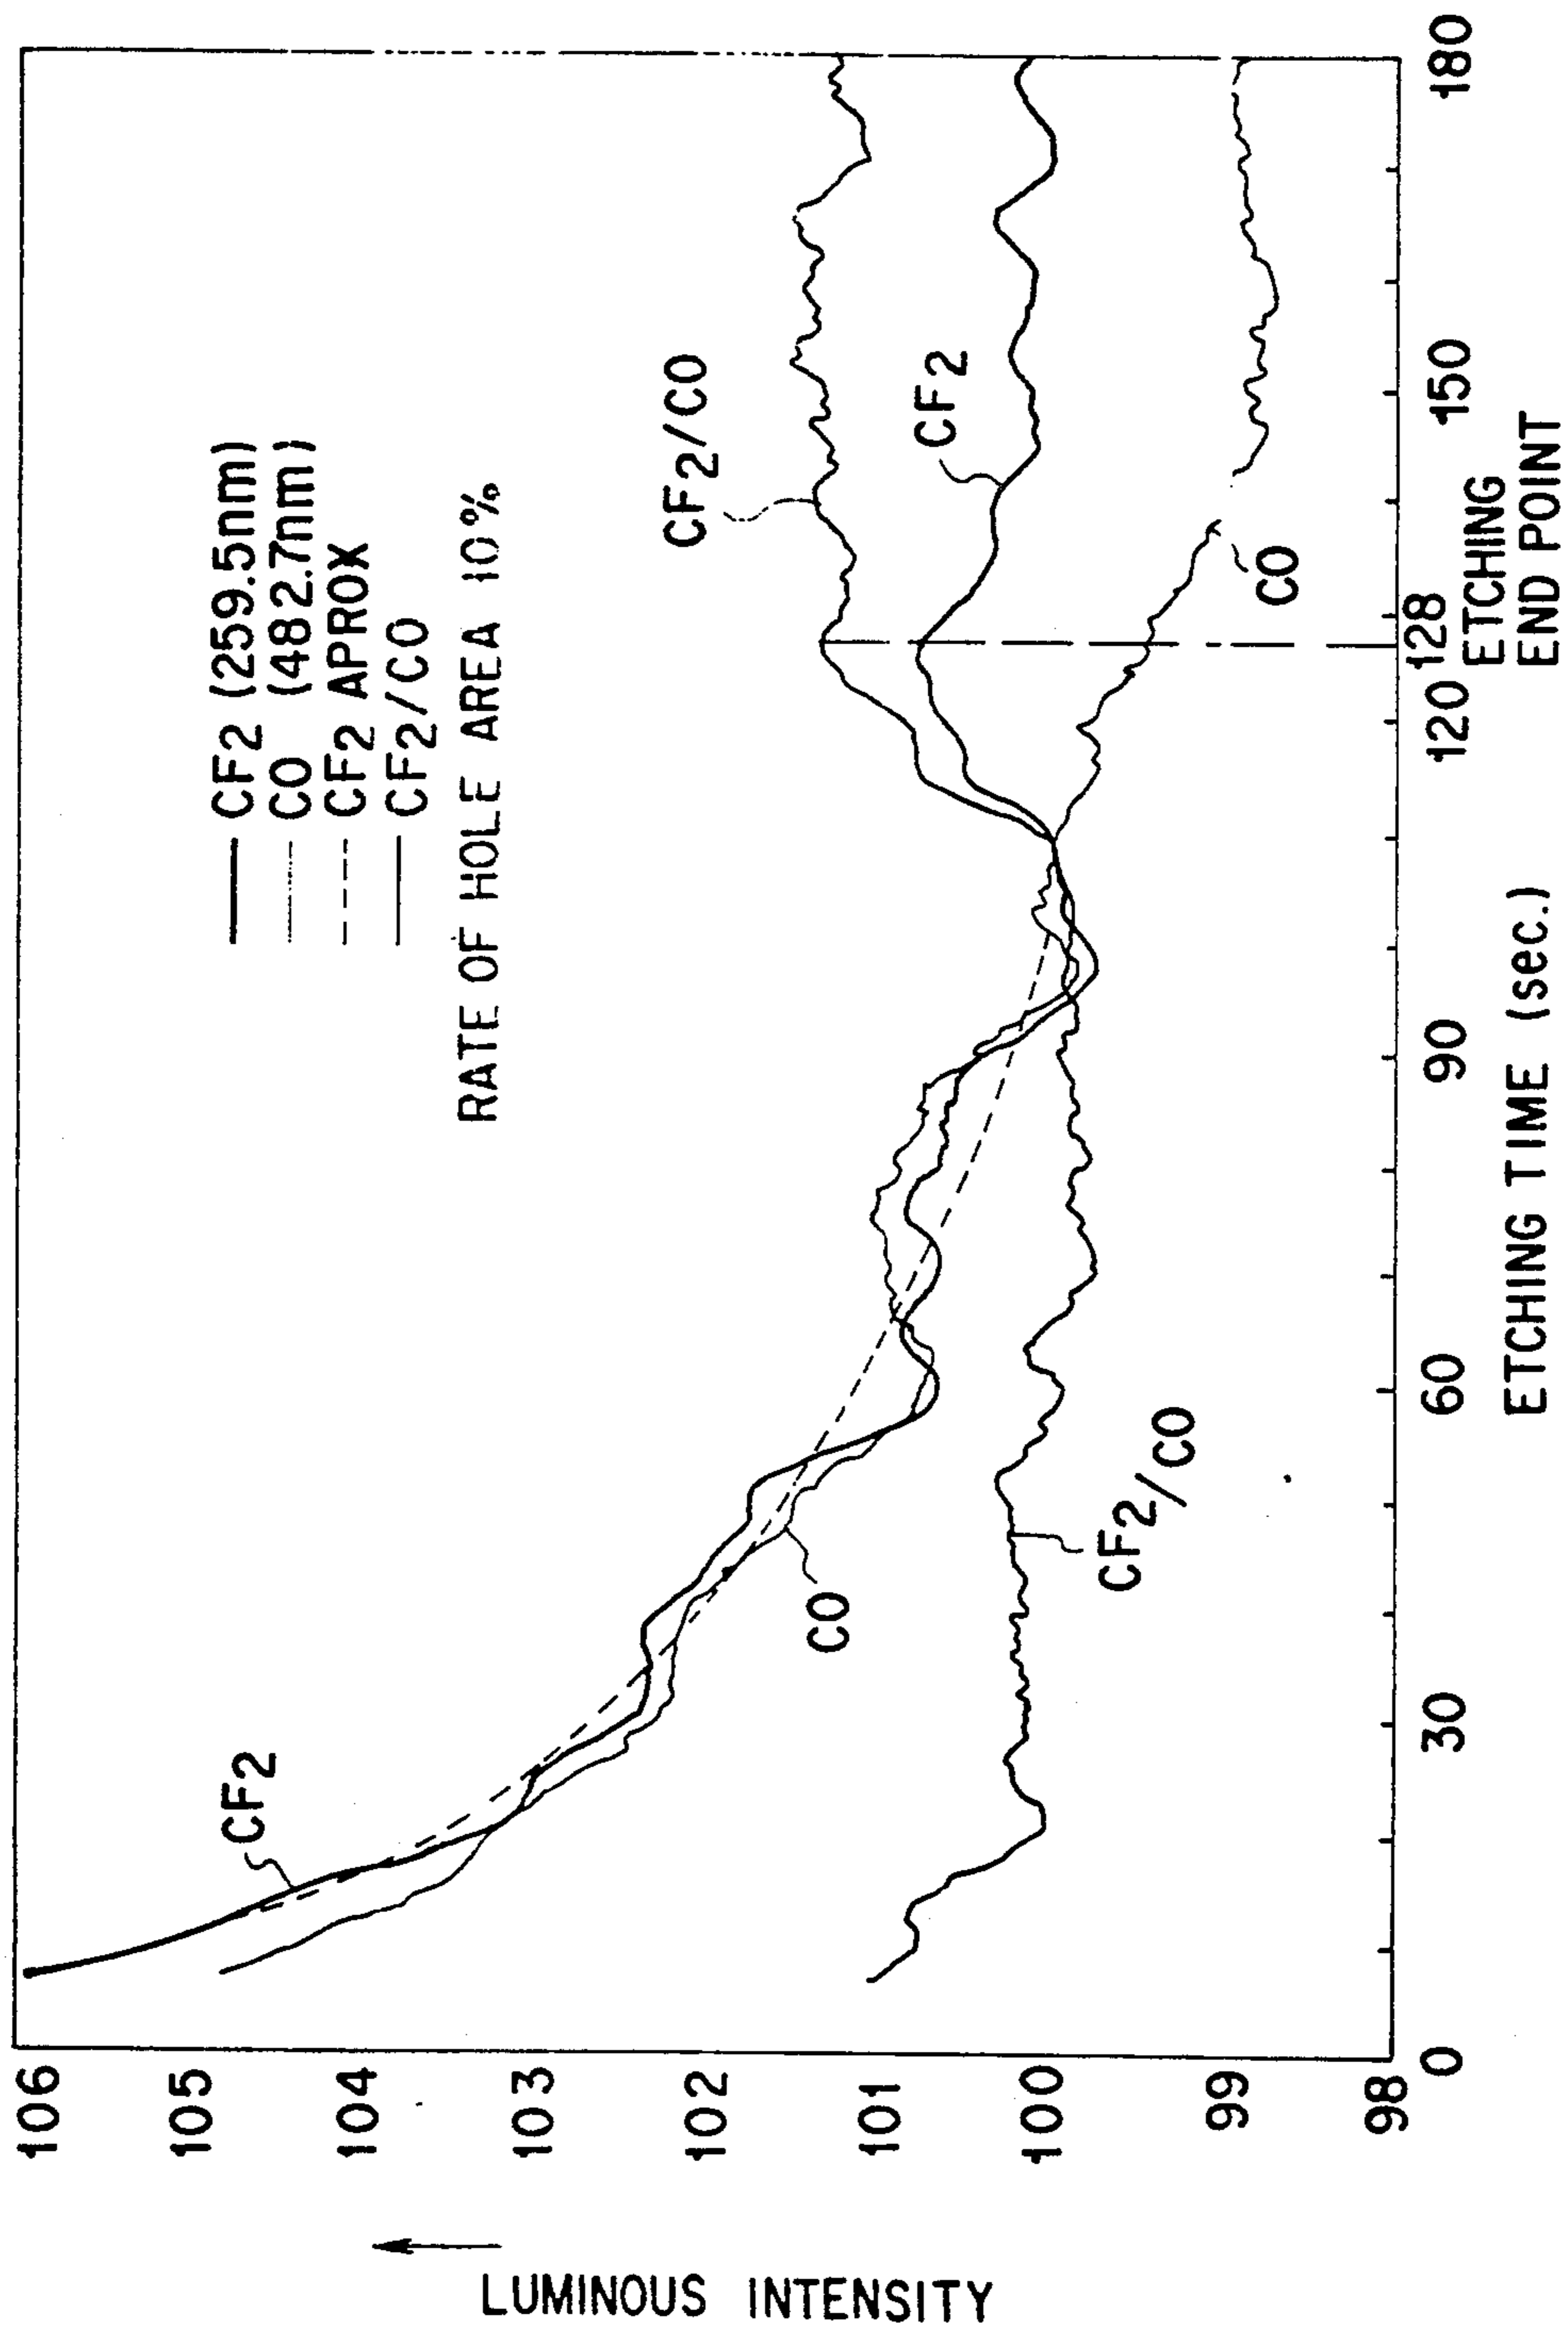 CF2 (259.5nm)
CO (482.7nm)
CF2 APROX
CF2/CO
RATE OF HOLE AREA 10%
CF2
CO
CF2/CO
CF2/CO
CF2
CO
106
105
104
103
102
101
100
99
98
LUMINOUS INTENSITY
0
30
60
90
120
128
150
180
ETCHING
END POINT
ETCHING TIME (sec.)